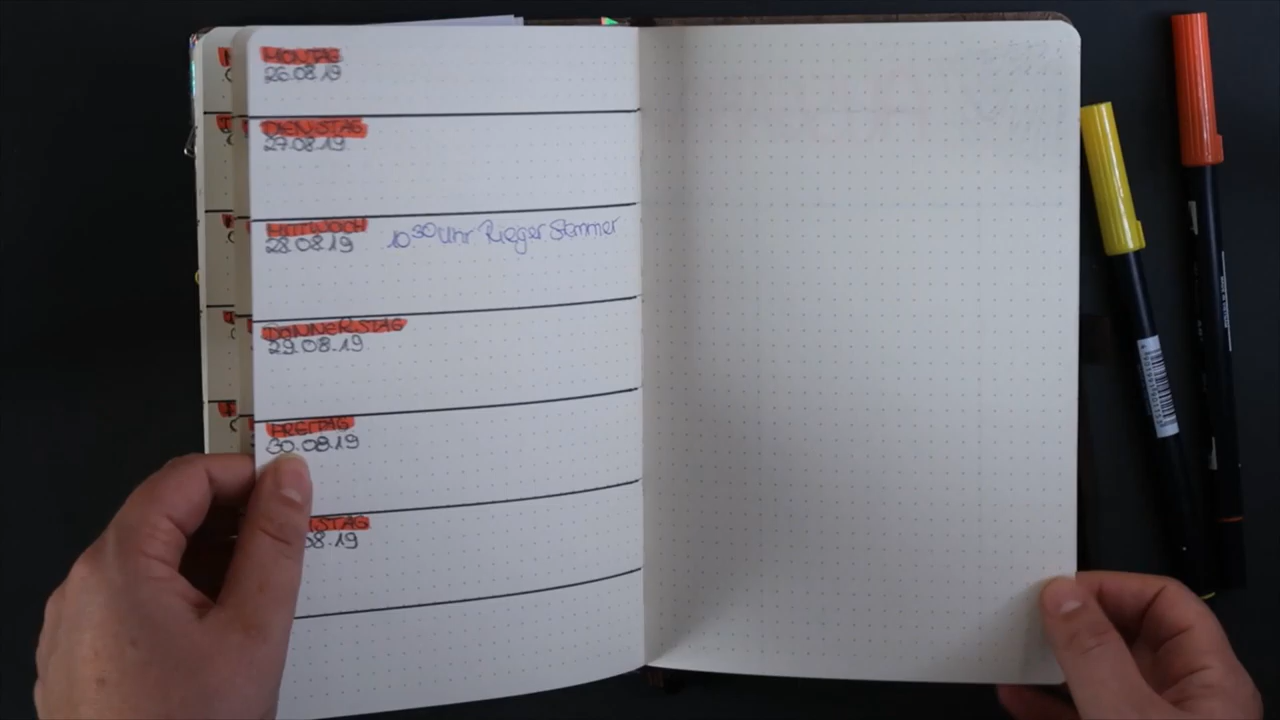 MONTAG
26.08.19
DIENSTAG
27.08.19
MITTWOCH
28.08.19 10 30 Uhr Rieger Stemmer
DONNERSTAG
29.08.19
FREITAG
30.08.19
STAG
08.19